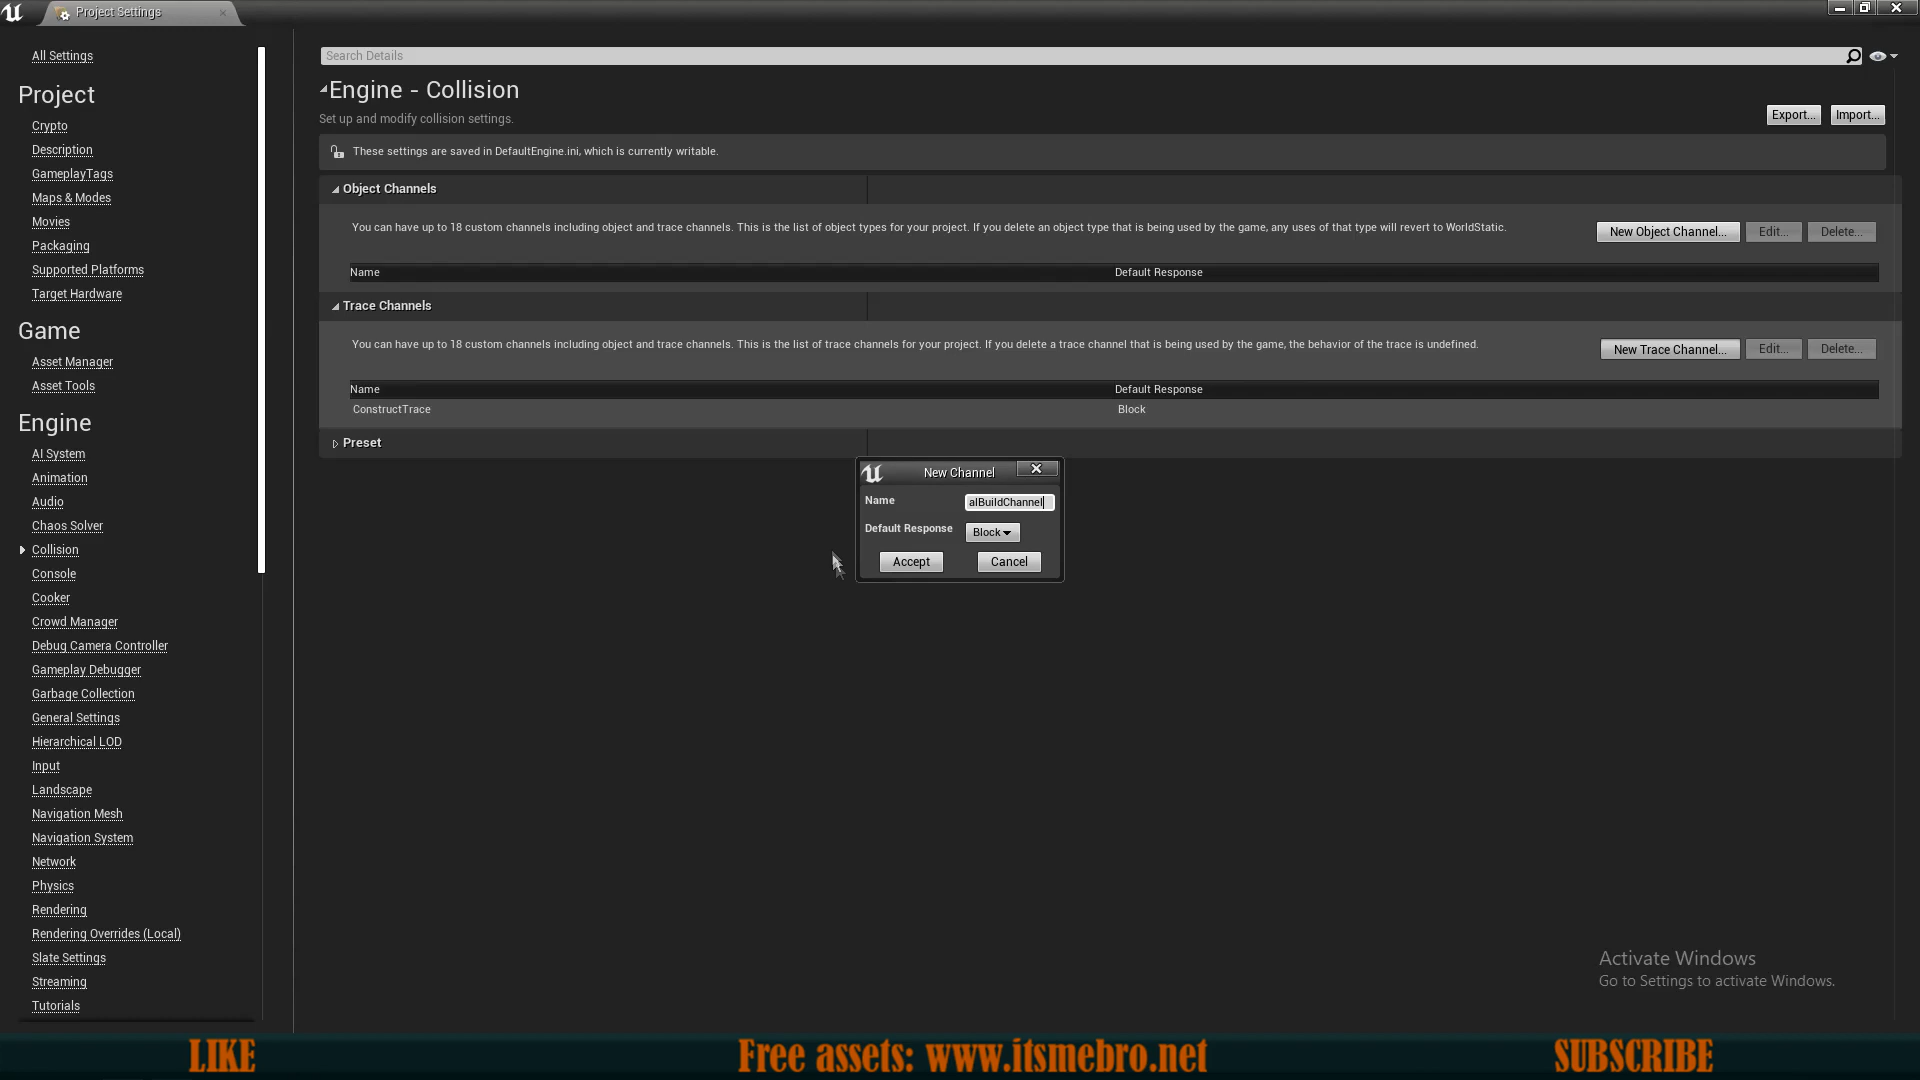 Project Settings
All Settings
Project
Crypto
Description
GameplayTags
Maps & Modes
Movies
Packaging
Supported Platforms
Target Hardware
Game
Asset Manager
Asset Tools
Engine
AI System
Animation
Audio
Chaos Solver
Collision
Console
Cooker
Crowd Manager
Debug Camera Controller
Gameplay Debugger
Garbage Collection
General Settings
Hierarchical LOD
Input
Landscape
Navigation Mesh
Navigation System
Network
Physics
Rendering
Rendering Overrides (Local)
Slate Settings
Streaming
Tutorials
Search Details
Engine - Collision
Set up and modify collision settings.
Export... Import...
These settings are saved in DefaultEngine.ini, which is currently writable.
Object Channels
You can have up to 18 custom channels including object and trace channels. This is the list of object types for your project. If you delete an object type that is being used by the game, any uses of that type will revert to WorldStatic.
New Object Channel... Edit... Delete...
Name Default Response
Trace Channels
You can have up to 18 custom channels including object and trace channels. This is the list of trace channels for your project. If you delete a trace channel that is being used by the game, the behavior of the trace is undefined.
New Trace Channel... Edit... Delete...
Name Default Response
ConstructTrace Block
Preset
New Channel
Name alBuildChannel
Default Response Block
Accept Cancel
Activate Windows
Go to Settings to activate Windows.
LIKE Free assets: www.itsmebro.net SUBSCRIBE